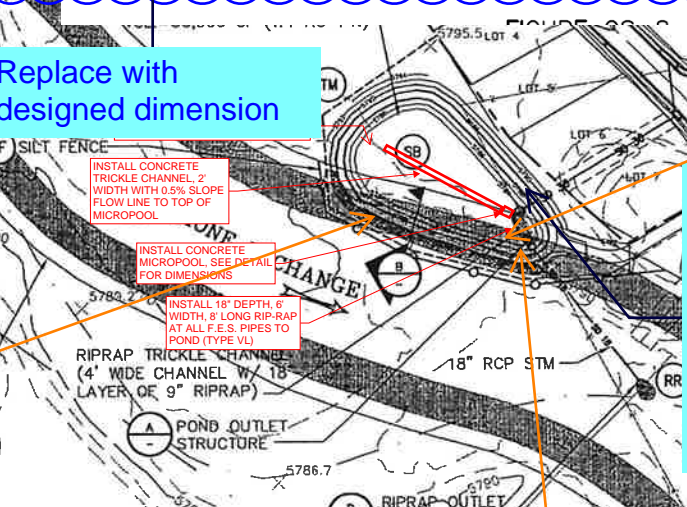 5795.5 LOT 4
Replace with
designed dimension
TM
LOT 5
LOT 6
LOT 7
SB
F SILT FENCE
INSTALL CONCRETE
TRICKLE CHANNEL, 2'
WIDTH WITH 0.5% SLOPE
FLOW LINE TO TOP OF
MICROPOOL
INSTALL CONCRETE
MICROPOOL, SEE DETAIL
FOR DIMENSIONS
CHANGE
B
INSTALL 18" DEPTH, 6'
WIDTH, 8' LONG RIP-RAP
AT ALL F.E.S. PIPES TO
POND (TYPE VL)
RIPRAP TRICKLE CHANNEL
(4' WIDE CHANNEL W/ 18"
LAYER OF 9" RIPRAP)
18" RCP STM
RR
A
POND OUTLET
STRUCTURE
5786.7
5790
RIPRAP OUTLET